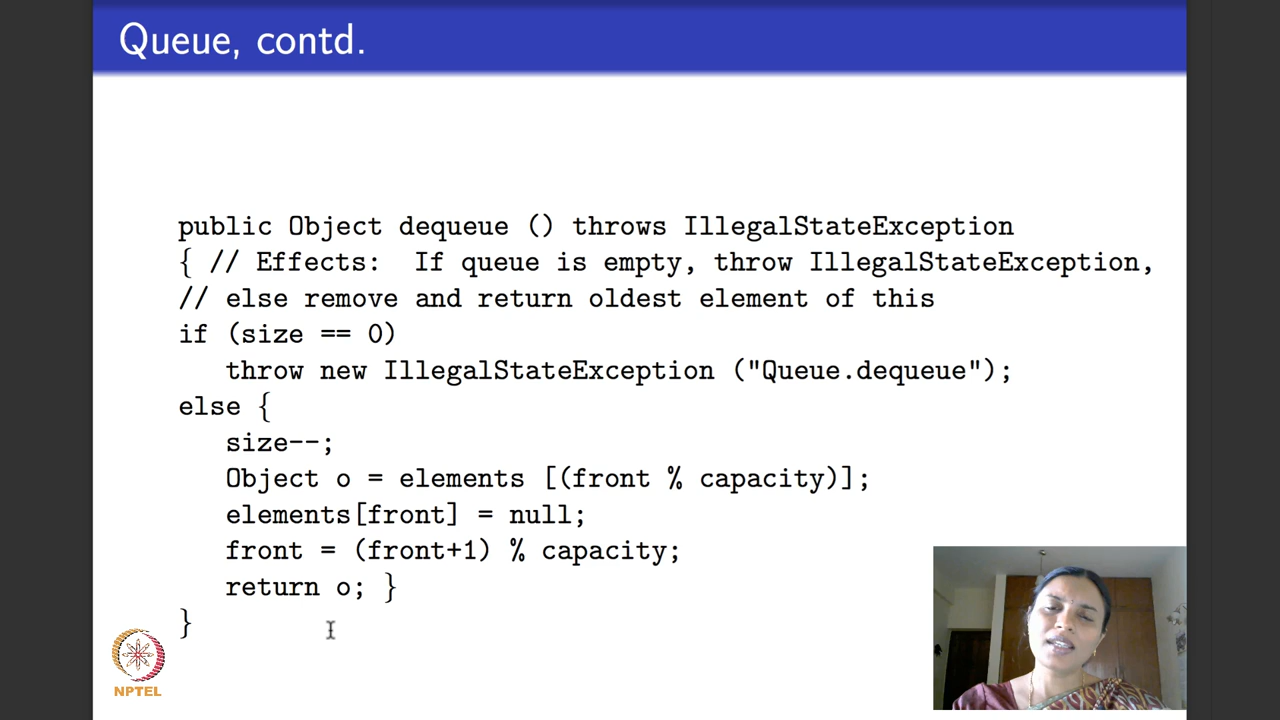 Queue, contd.
public Object dequeue () throws IllegalStateException
{ // Effects: If queue is empty, throw IllegalStateException,
// else remove and return oldest element of this
if (size == 0)
throw new IllegalStateException ("Queue.dequeue");
else {
size--;
Object o = elements [(front % capacity)];
elements[front] = null;
front = (front+1) % capacity;
return o; }
}
NPTEL